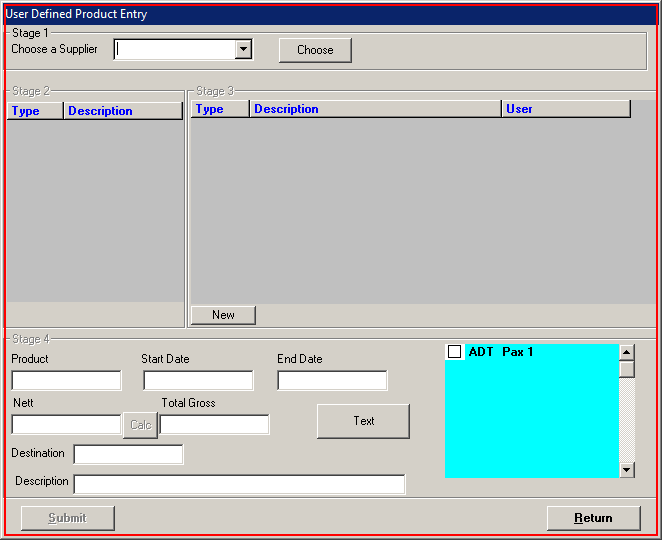 User Defined Product Entry
Stage 1
Choose a Supplier
Choose
Stage 2
Type Description
Stage 3
Type Description User
New
Stage 4
Product Start Date End Date
Nett Total Gross
Calc
Text
Destination
Description
ADT Pax 1
Submit
Return